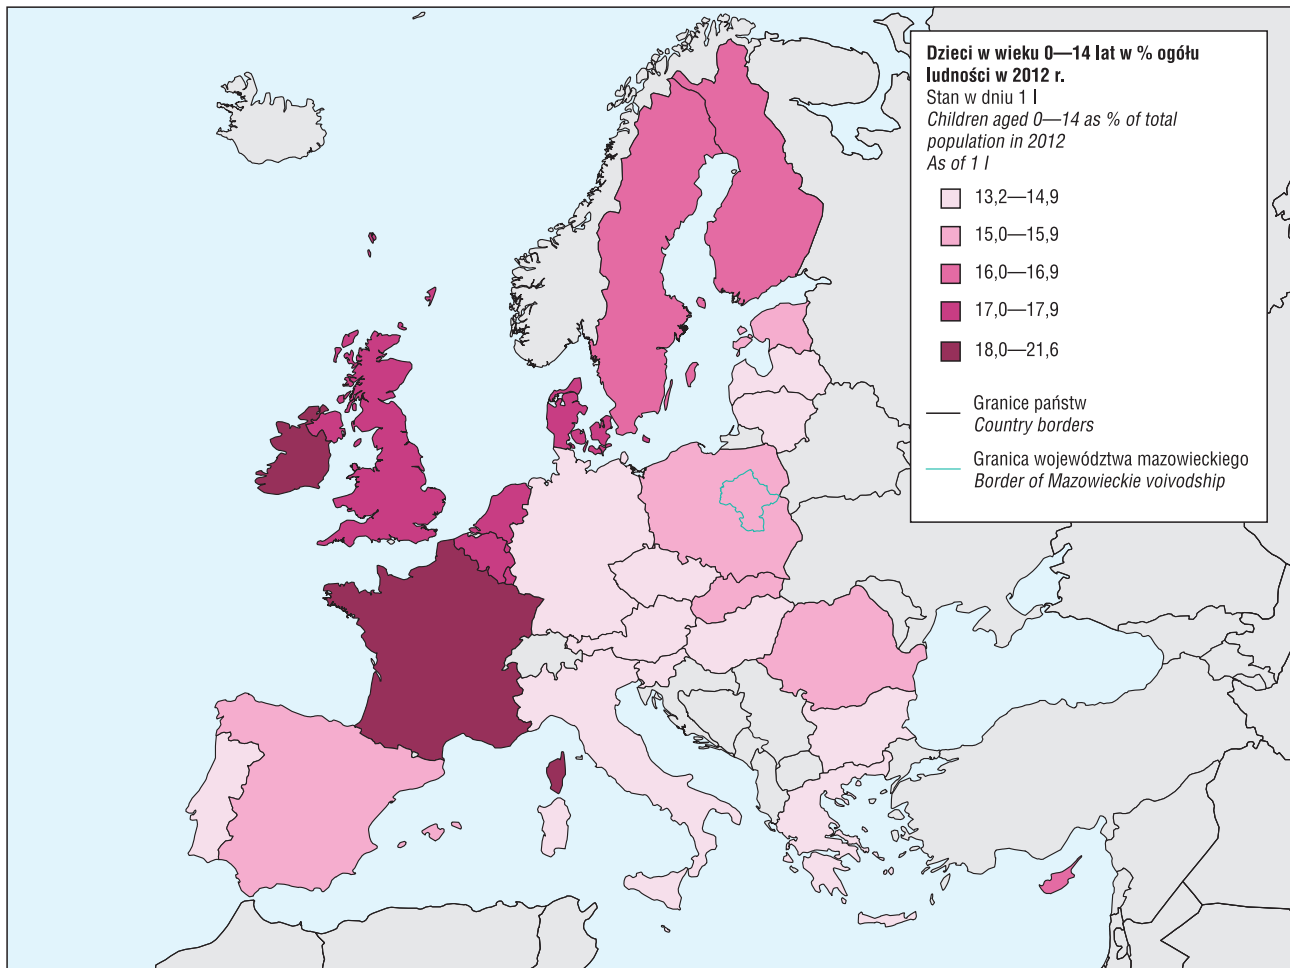 Dzieci w wieku 0—14 lat w % ogółu
ludności w 2012 r.
Stan w dniu 1 I
Children aged 0—14 as % of total
population in 2012
As of 1 I
13,2—14,9
15,0—15,9
16,0—16,9
17,0—17,9
18,0—21,6
Granice państw
Country borders
Granica województwa mazowieckiego
Border of Mazowieckie voivodship